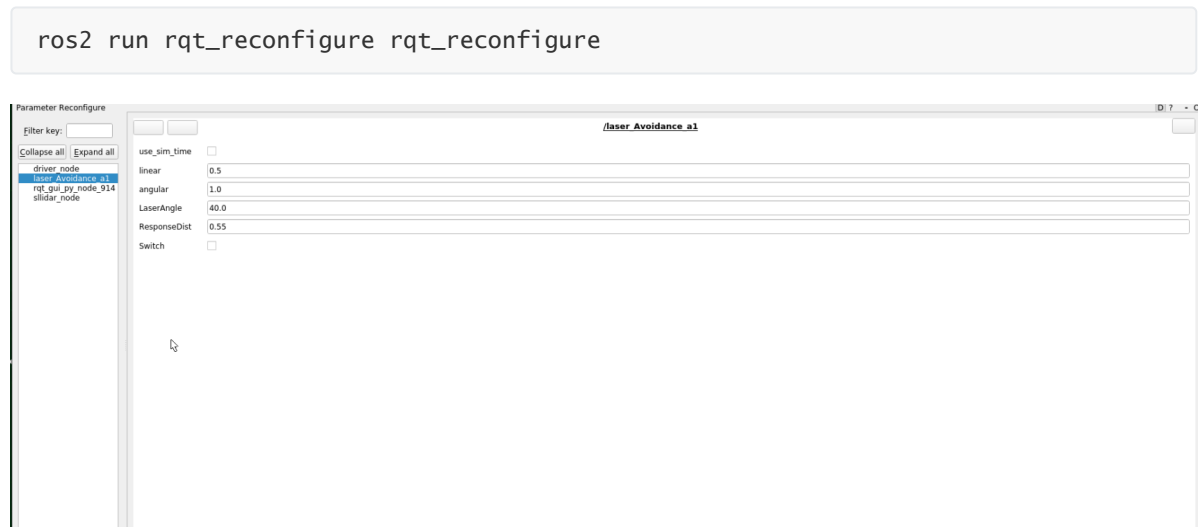 ros2 run rqt_reconfigure rqt_reconfigure
Parameter Reconfigure
D ? - O
Filter key:
/laser_Avoidance_a1
Collapse all Expand all
use_sim_time
driver_node
laser_Avoidance_a1
rqt_gui_py_node_914
sllidar_node
linear 0.5
angular 1.0
LaserAngle 40.0
ResponseDist 0.55
Switch